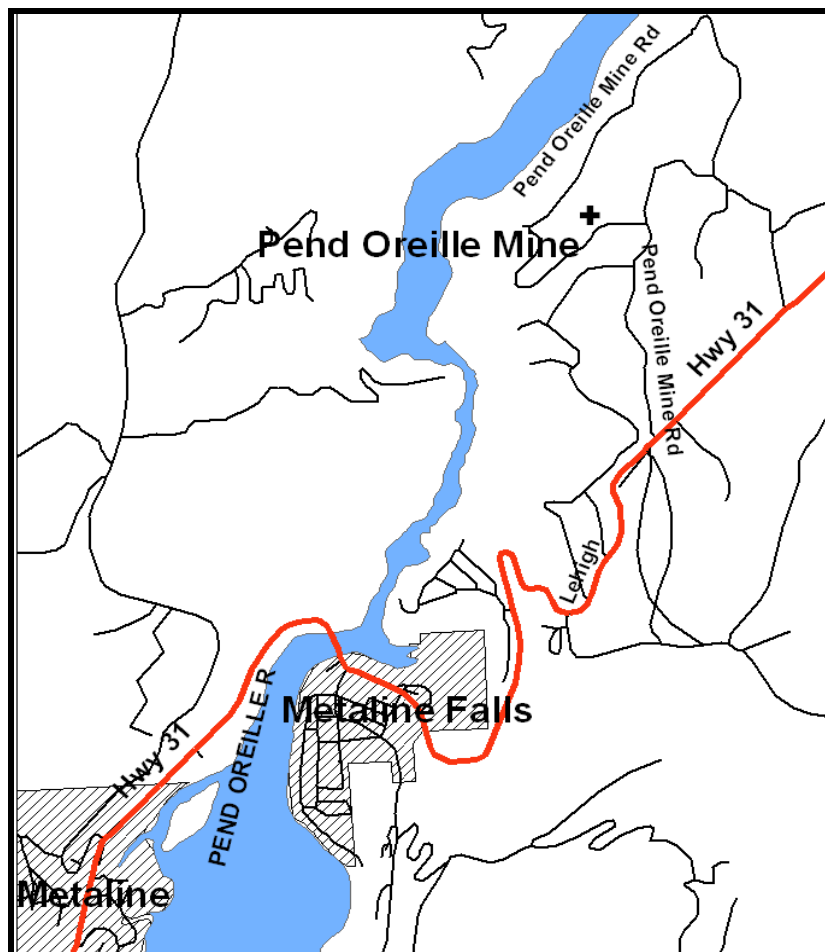 Pend Oreille Mine Rd
Pend Oreille Mine
Pend Oreille Mine Rd
Hwy 31
Lehigh
PEND OREILLE R
Metaline Falls
Hwy 31
Metaline